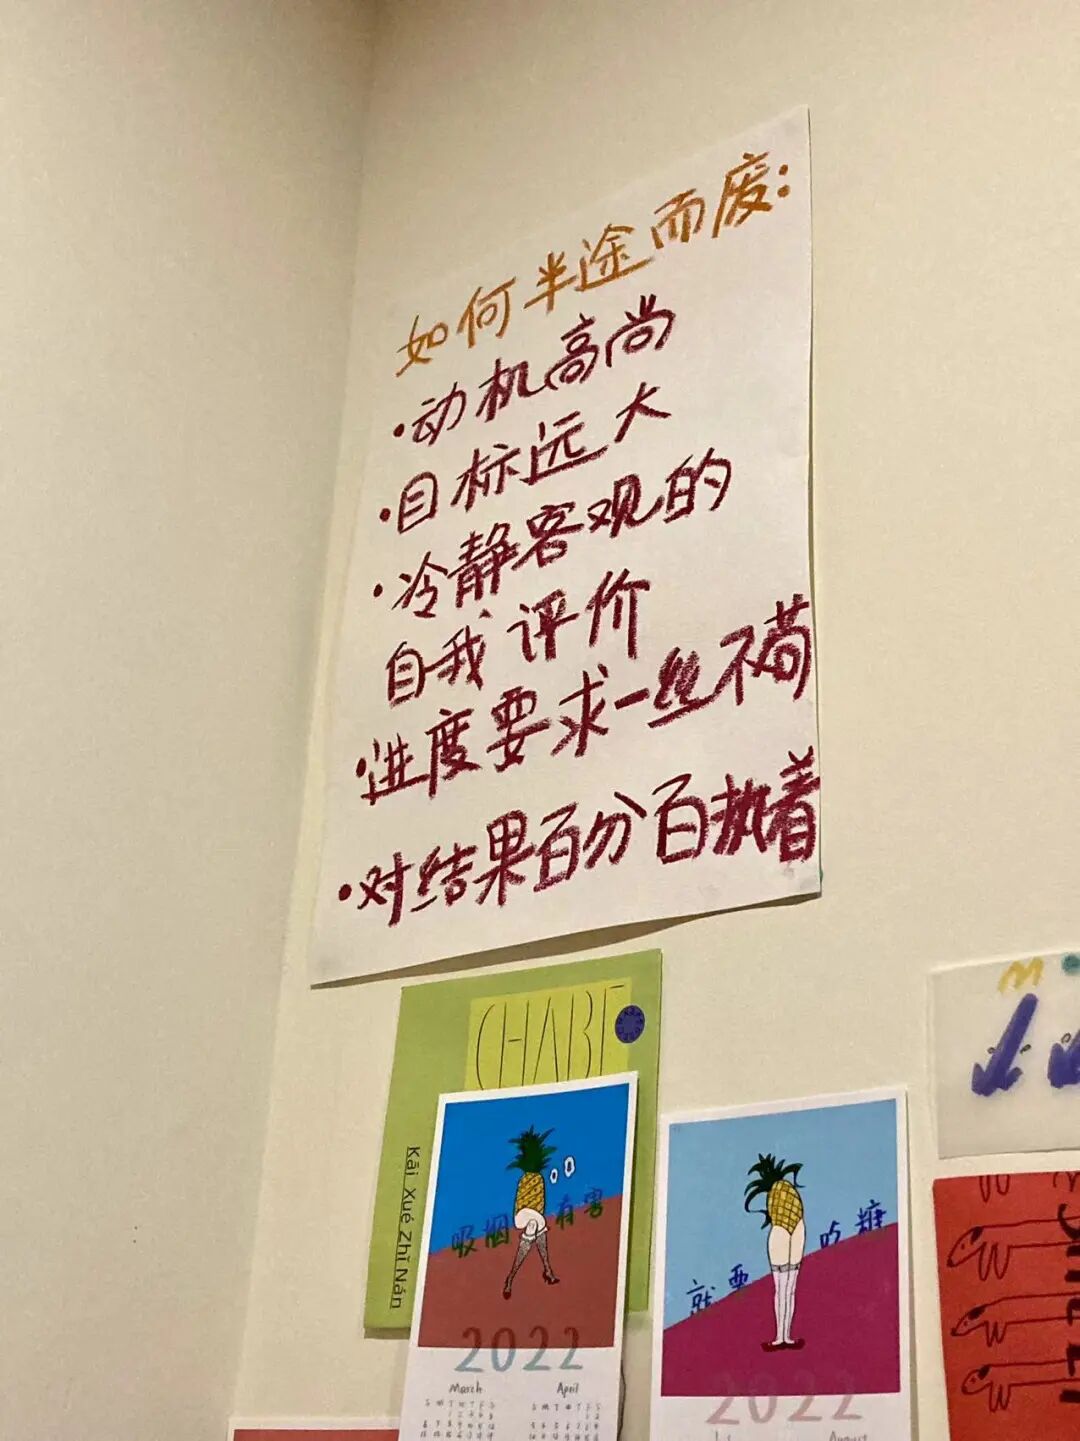 如何半途而废:
·动机高尚
·目标远大
·冷静客观的
自我评价
·进度要求一丝不苟
·对结果百分百执着
CHABE
Kāi Xué Zhǐ Nán
吸烟有害
2022
March April
S M T W T F S S M T W T F S
就要吃糖
2022
August